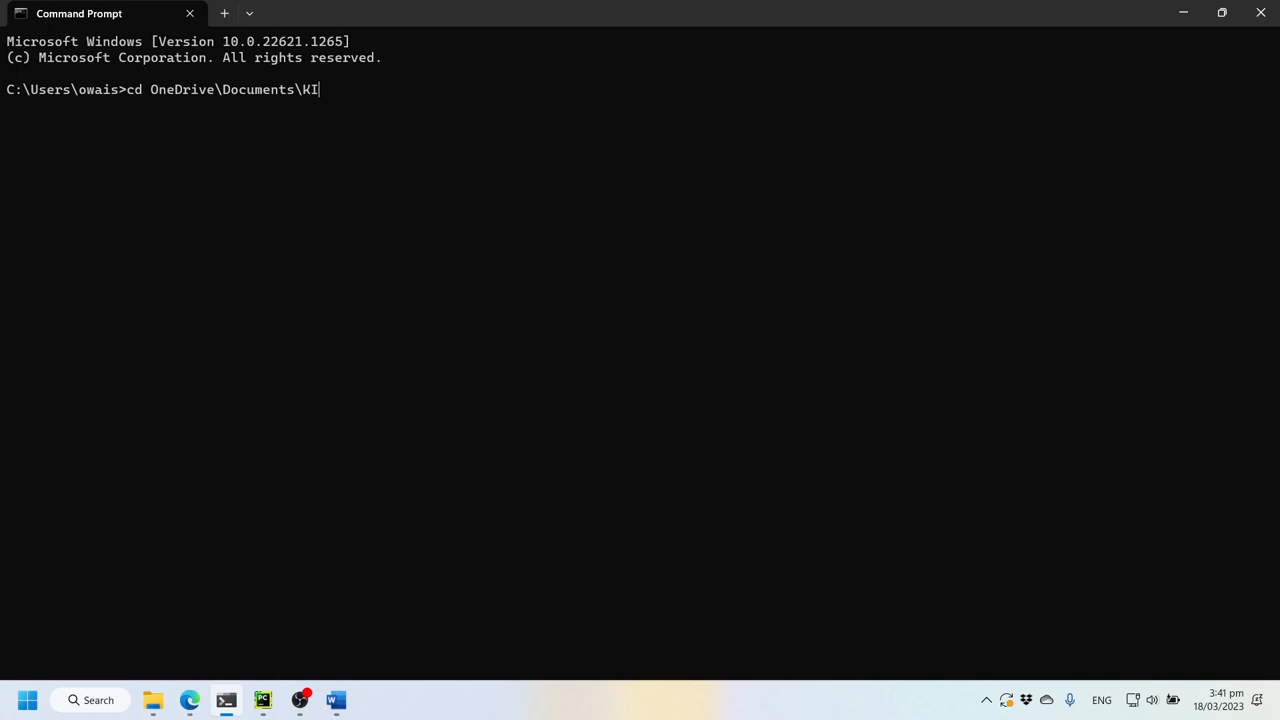 Command Prompt
Microsoft Windows [Version 10.0.22621.1265]
(c) Microsoft Corporation. All rights reserved.
C:\Users\owais>cd OneDrive\Documents\KI
Search
ENG
3:41 pm
18/03/2023